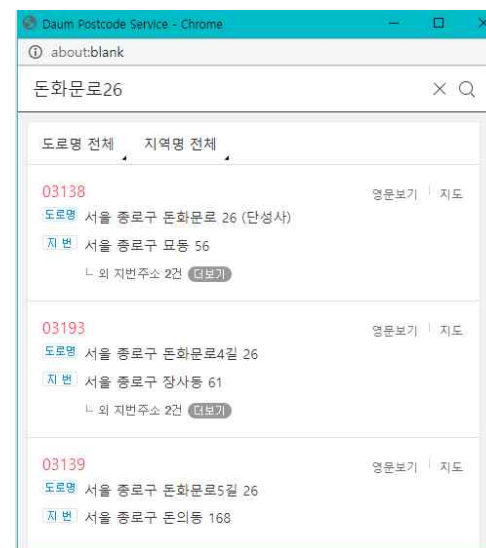 Daum Postcode Service - Chrome
about:blank
돈화문로26
도로명 전체 지역명 전체
03138 영문보기 지도
도로명 서울 종로구 돈화문로 26 (단성사)
지 번 서울 종로구 묘동 56
ㄴ 외 지번주소 2건 더보기
03193 영문보기 지도
도로명 서울 종로구 돈화문로4길 26
지 번 서울 종로구 장사동 61
ㄴ 외 지번주소 2건 더보기
03139 영문보기 지도
도로명 서울 종로구 돈화문로5길 26
지 번 서울 종로구 돈의동 168